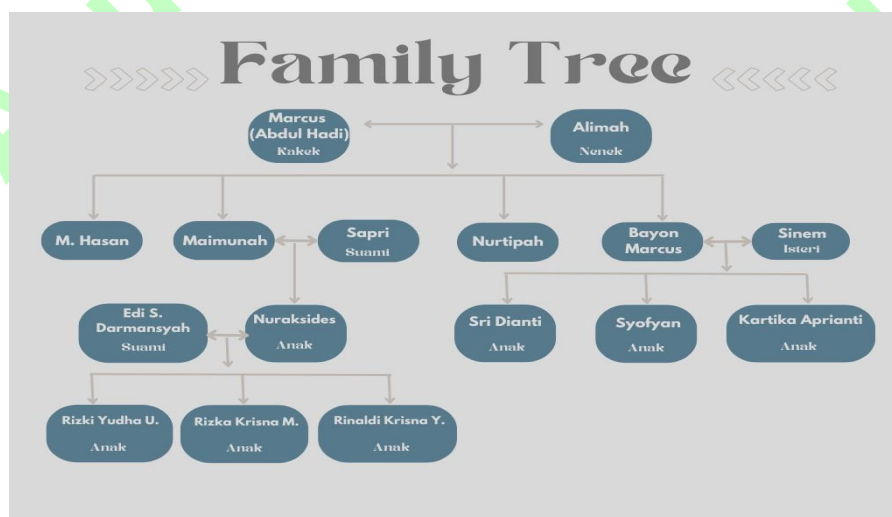 Family Tree
Marcus
(Abdul Hadi)
Kakek
Alimah
Nenek
M. Hasan
Maimunah
Sapri
Suami
Nurtipah
Bayon
Marcus
Sinem
Isteri
Edi S.
Darmansyah
Suami
Nuraksides
Anak
Sri Dianti
Anak
Syofyan
Anak
Kartika Aprianti
Anak
Rizki Yudha U.
Anak
Rizka Krisna M.
Anak
Rinaldi Krisna Y.
Anak